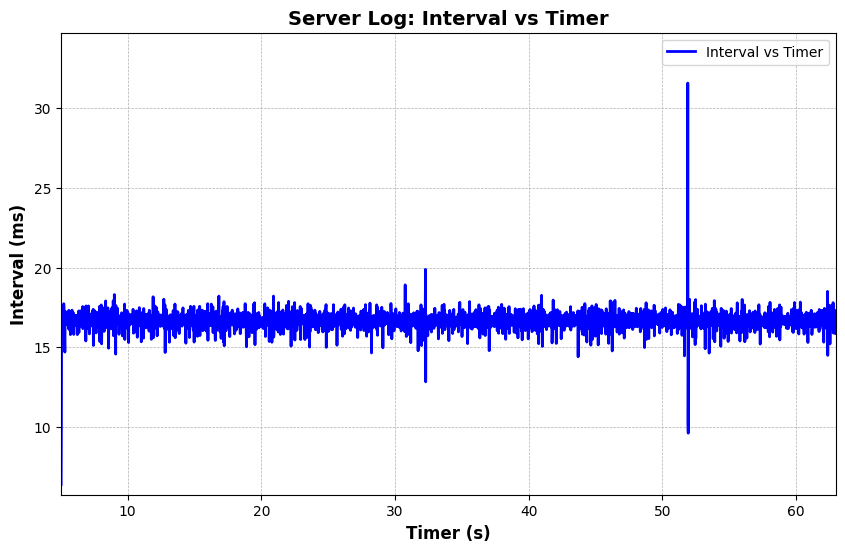 Server Log: Interval vs Timer
Interval vs Timer
30
25
20
15
10
Interval (ms)
10 20 30 40 50 60
Timer (s)